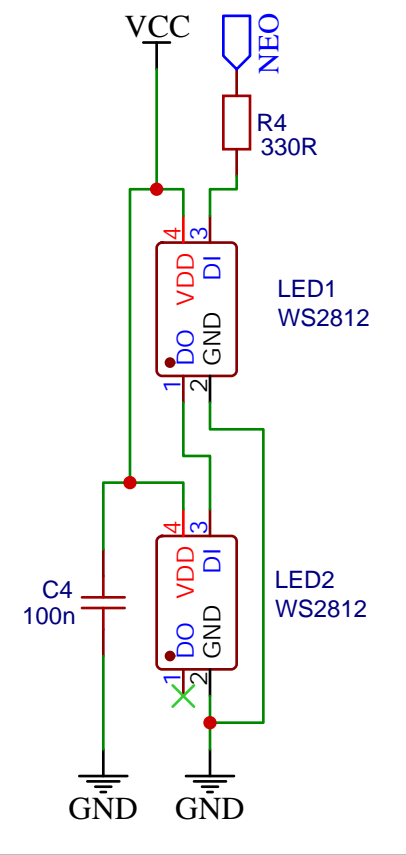 VCC
NEO
R4
330R
4
3
VDD
DI
LED1
WS2812
DO
GND
1
2
4
3
VDD
DI
C4
100n
LED2
WS2812
DO
GND
1
2
GND
GND